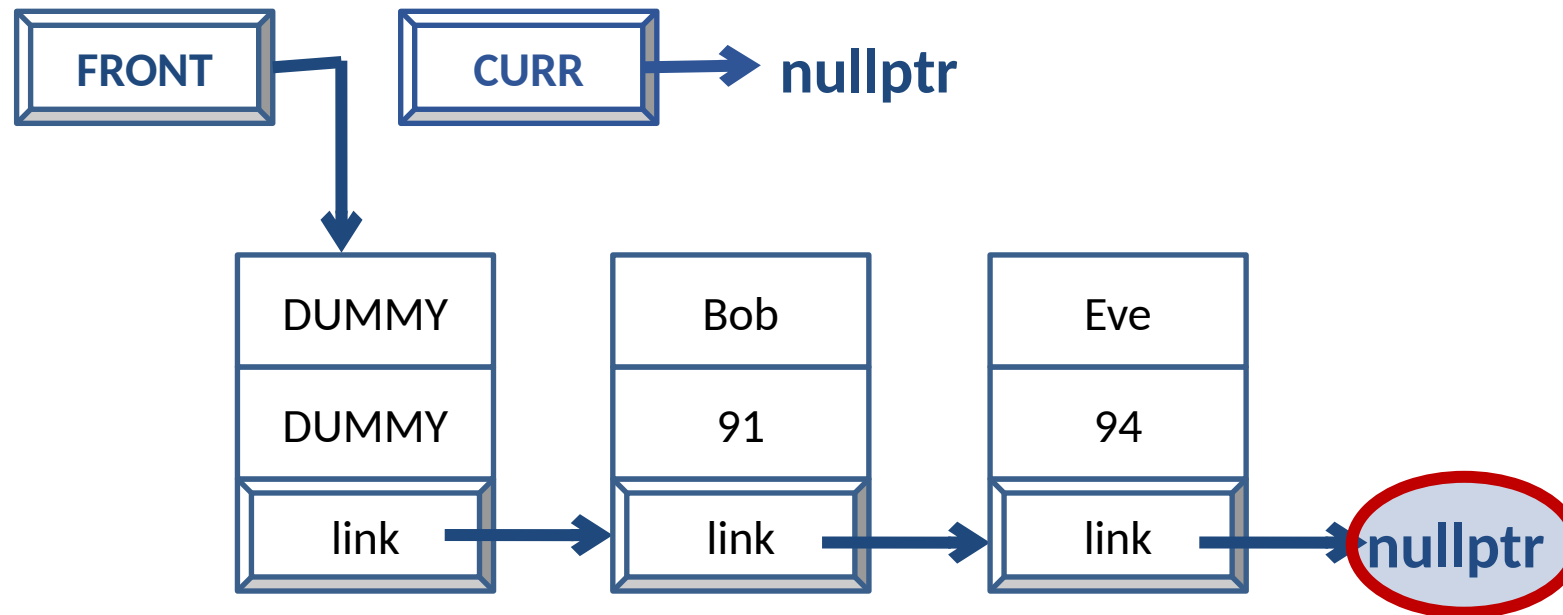 FRONT
CURR
nullptr
DUMMY
Bob
Eve
DUMMY
91
94
link
link
link
nullptr